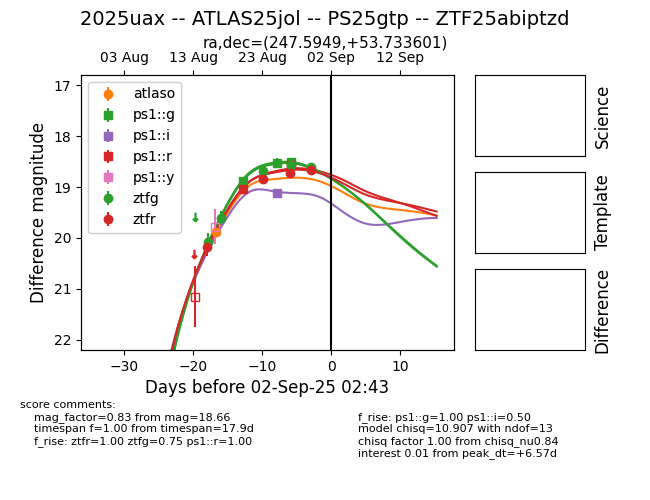 2025uax -- ATLAS25jol -- PS25gtp -- ZTF25abiptzd
ra,dec=(247.5949,+53.733601)
03 Aug 13 Aug 23 Aug 02 Sep 12 Sep
17
18
19
20
21
22
Difference magnitude
atlaso
ps1::g
ps1::i
ps1::r
ps1::y
ztfg
ztfr
−30 −20 −10 0 10
Days before 02-Sep-25 02:43
Science
Template
Difference
score comments:
mag_factor=0.83 from mag=18.66
timespan f=1.00 from timespan=17.9d
f_rise: ztfr=1.00 ztfg=0.75 ps1::r=1.00
f_rise: ps1::g=1.00 ps1::i=0.50
model chisq=10.907 with ndof=13
chisq factor 1.00 from chisq_nu0.84
interest 0.01 from peak_dt=+6.57d